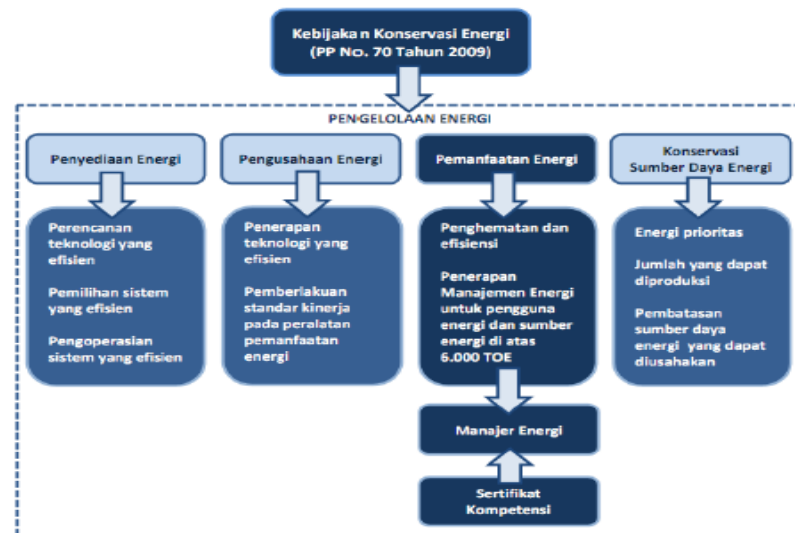 Kebijakan Konservasi Energi
(PP No. 70 Tahun 2009)
PENGELOLAAN ENERGI
Penyediaan Energi
Perencanan
teknologi yang
efisien
Pemilihan sistem
yang efisien
Pengoperasian
sistem yang efisien
Pengusahaan Energi
Penerapan
teknologi yang
efisien
Pemberlakuan
standar kinerja
pada peralatan
pemanfaatan
energi
Pemanfaatan Energi
Penghematan dan
efisiensi
Penerapan
Manajemen Energi
untuk pengguna
energi dan sumber
energi di atas
6.000 TOE
Manajer Energi
Sertifikat
Kompetensi
Konservasi
Sumber Daya Energi
Energi prioritas
Jumlah yang dapat
diproduksi
Pembatasan
sumber daya
energi yang dapat
diusahakan